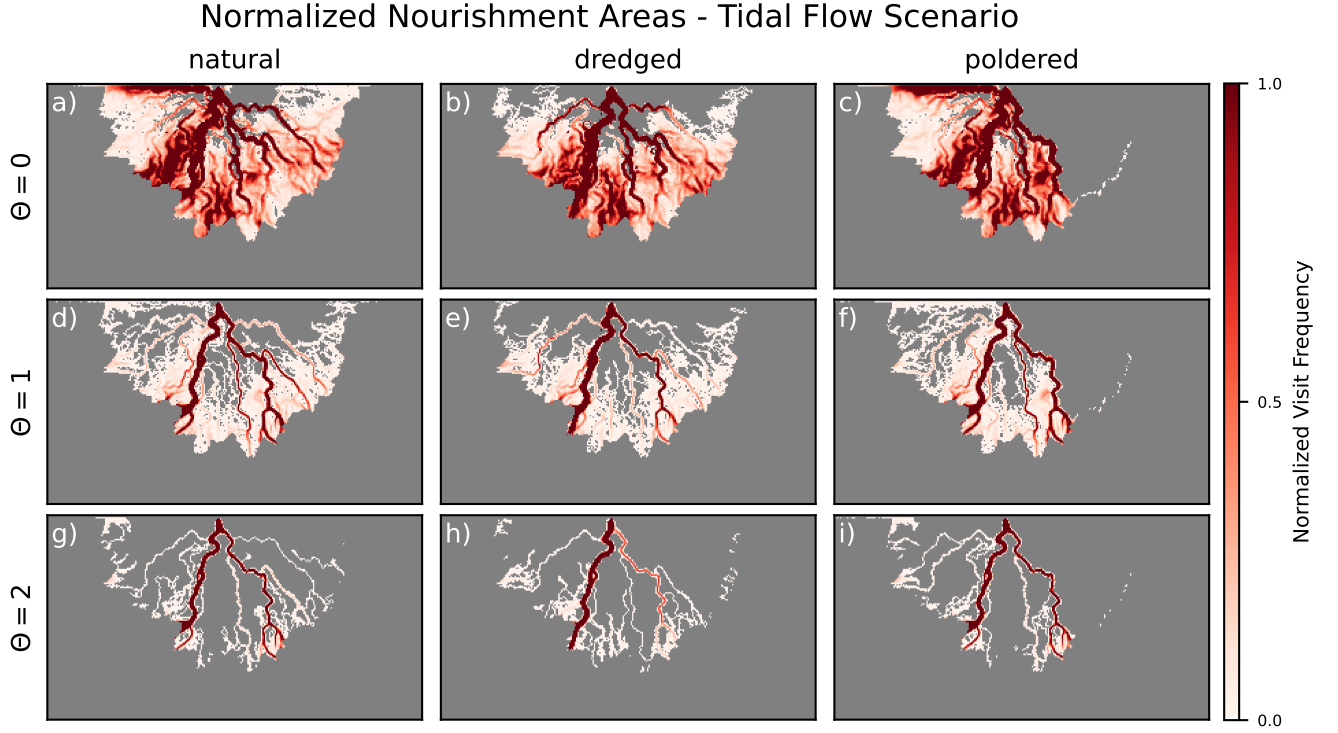 Normalized Nourishment Areas - Tidal Flow Scenario
natural
dredged
poldered
a)
b)
c)
Θ = 0
d)
e)
f)
Θ = 1
g)
h)
i)
Θ = 2
1.0
0.5
0.0
Normalized Visit Frequency